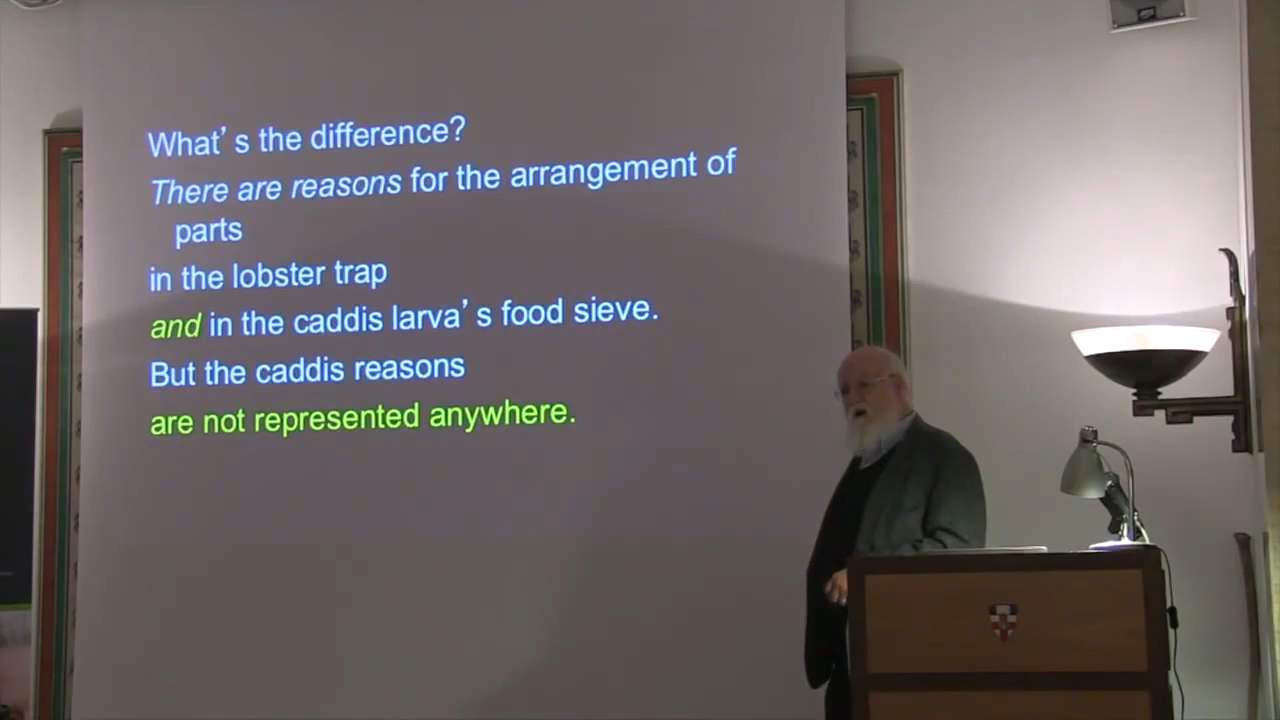 What's the difference?
There are reasons for the arrangement of
parts
in the lobster trap
and in the caddis larva's food sieve.
But the caddis reasons
are not represented anywhere.